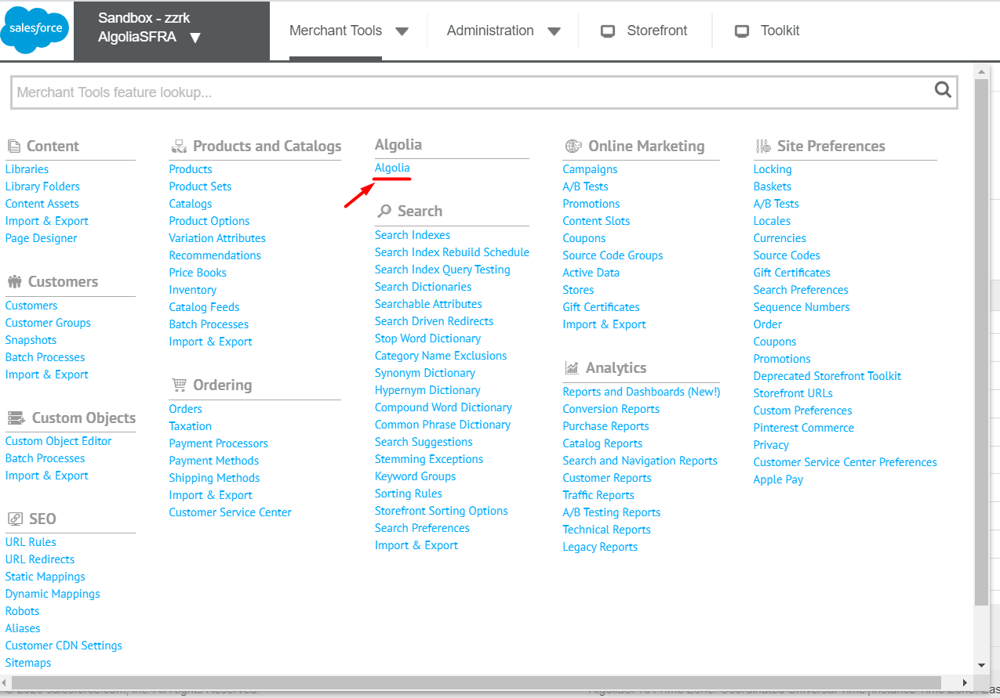 salesforce
Sandbox - zzrk
AlgoliaSFRA
Merchant Tools
Administration
Storefront
Toolkit
Merchant Tools feature lookup...
Content
Libraries
Library Folders
Content Assets
Import & Export
Page Designer
Customers
Customers
Customer Groups
Snapshots
Batch Processes
Import & Export
Custom Objects
Custom Object Editor
Batch Processes
Import & Export
SEO
URL Rules
URL Redirects
Static Mappings
Dynamic Mappings
Robots
Aliases
Customer CDN Settings
Sitemaps
Products and Catalogs
Products
Product Sets
Catalogs
Product Options
Variation Attributes
Recommendations
Price Books
Inventory
Catalog Feeds
Batch Processes
Import & Export
Ordering
Orders
Taxation
Payment Processors
Payment Methods
Shipping Methods
Import & Export
Customer Service Center
Algolia
Algolia
Search
Search Indexes
Search Index Rebuild Schedule
Search Index Query Testing
Search Dictionaries
Searchable Attributes
Search Driven Redirects
Stop Word Dictionary
Category Name Exclusions
Synonym Dictionary
Hypernym Dictionary
Compound Word Dictionary
Common Phrase Dictionary
Search Suggestions
Stemming Exceptions
Keyword Groups
Sorting Rules
Storefront Sorting Options
Search Preferences
Import & Export
Online Marketing
Campaigns
A/B Tests
Promotions
Content Slots
Coupons
Source Code Groups
Active Data
Stores
Gift Certificates
Import & Export
Analytics
Reports and Dashboards (New!)
Conversion Reports
Purchase Reports
Catalog Reports
Search and Navigation Reports
Customer Reports
Traffic Reports
A/B Testing Reports
Technical Reports
Legacy Reports
Site Preferences
Locking
Baskets
A/B Tests
Locales
Currencies
Source Codes
Gift Certificates
Search Preferences
Sequence Numbers
Order
Coupons
Promotions
Deprecated Storefront Toolkit
Storefront URLs
Custom Preferences
Pinterest Commerce
Privacy
Customer Service Center Preferences
Apple Pay